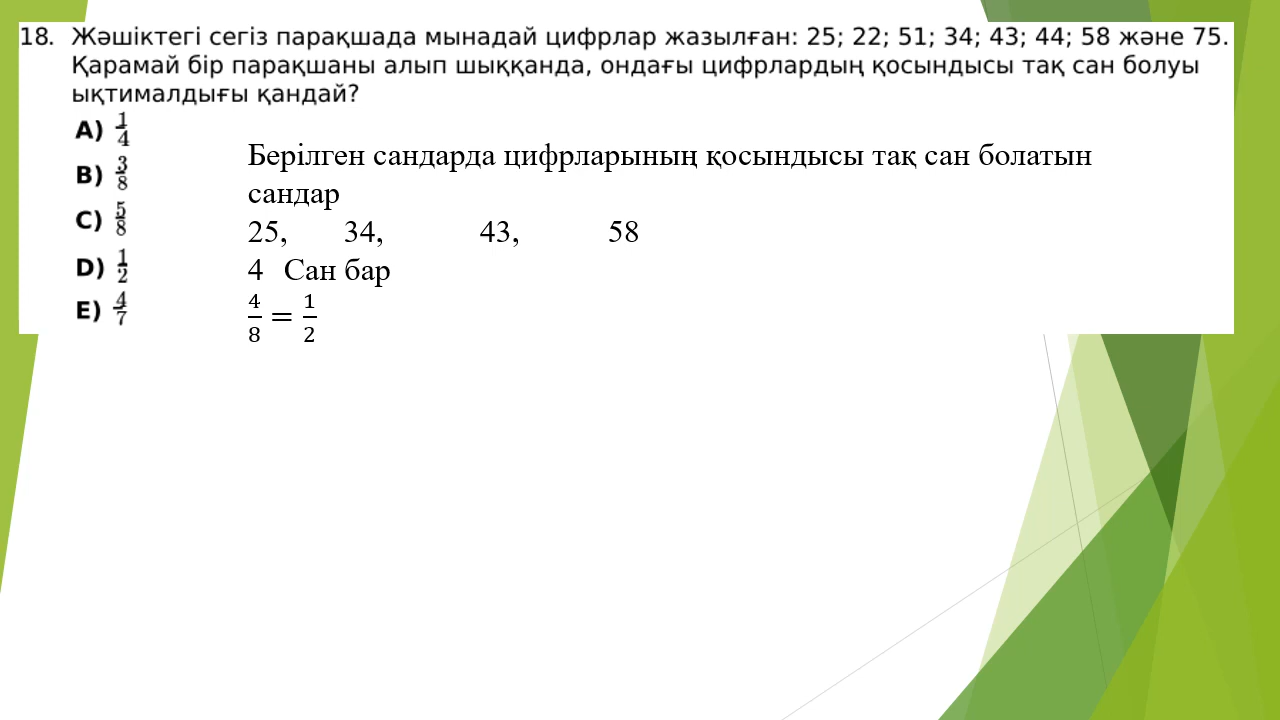 18. Жәшіктегі сегіз парақшада мынадай цифрлар жазылған: 25; 22; 51; 34; 43; 44; 58 және 75.
Қарамай бір парақшаны алып шыққанда, ондағы цифрлардың қосындысы тақ сан болуы
ықтималдығы қандай?
A) 1/4
B) 3/8
C) 5/8
D) 1/2
E) 4/7
Берілген сандарда цифрларының қосындысы тақ сан болатын
сандар
25, 34, 43, 58
4 Сан бар
4/8 = 1/2